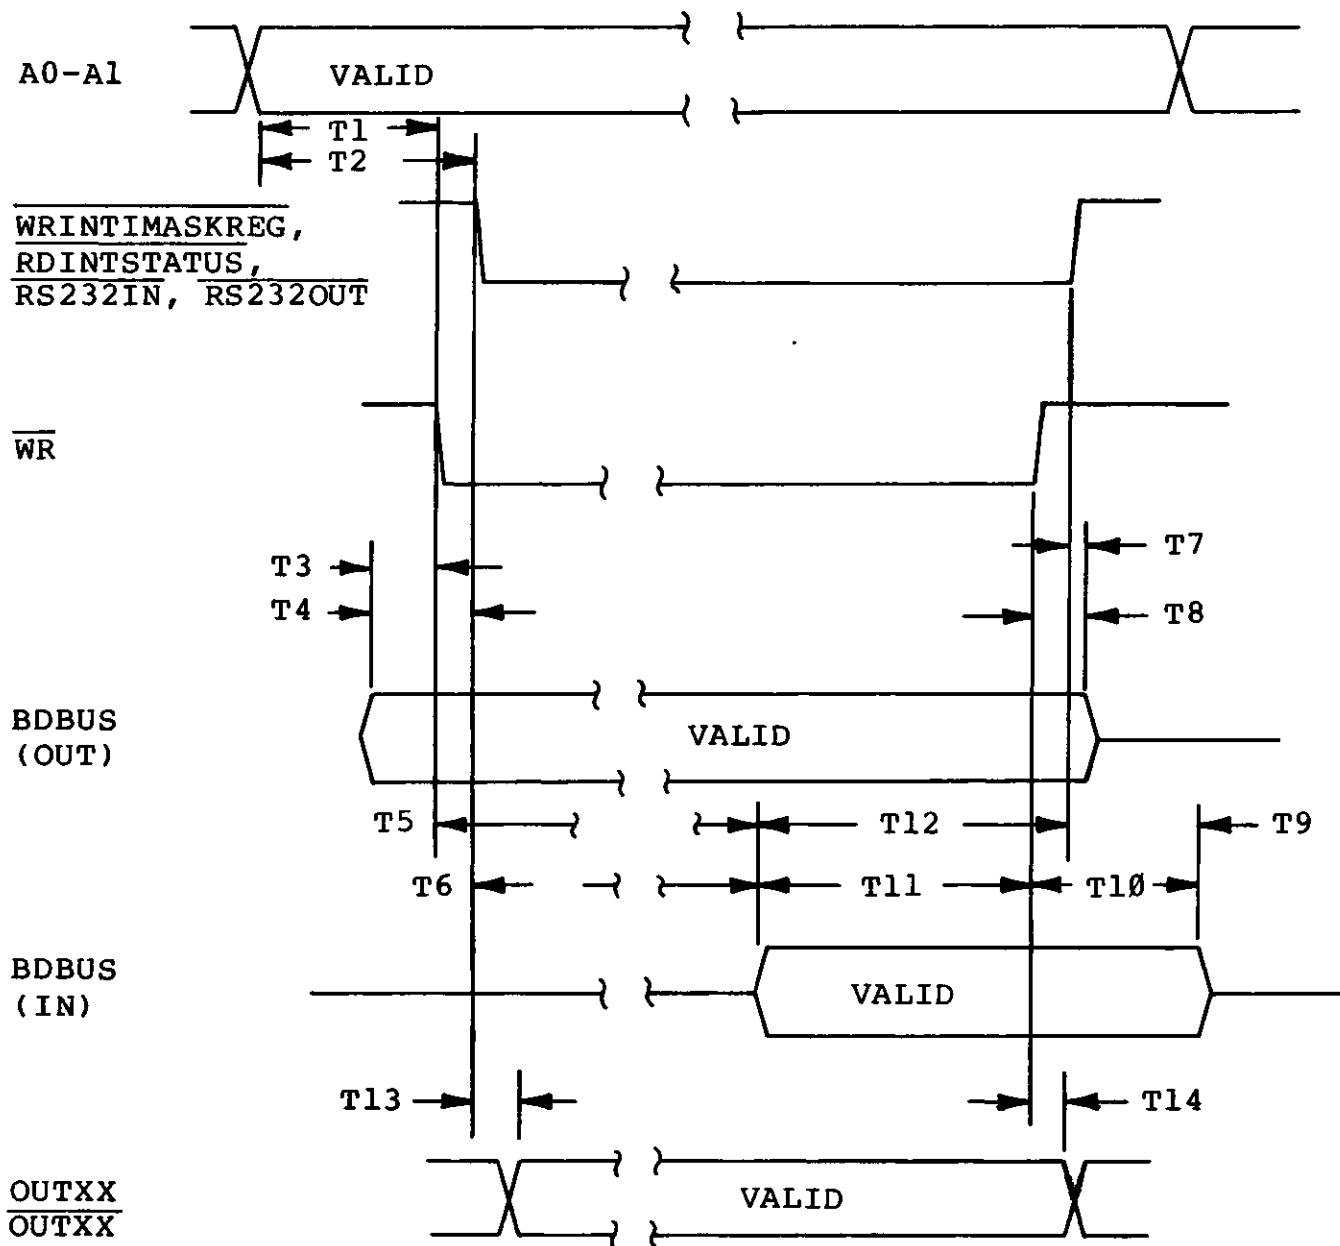 A0-A1
VALID
T1
T2
WRINTIMASKREG,
RDINTSTATUS,
RS232IN, RS232OUT
WR
T3
T7
T4
T8
BDBUS
(OUT)
VALID
T5
T12
T9
T6
T11
T10
BDBUS
(IN)
VALID
T13
T14
OUTXX
OUTXX
VALID